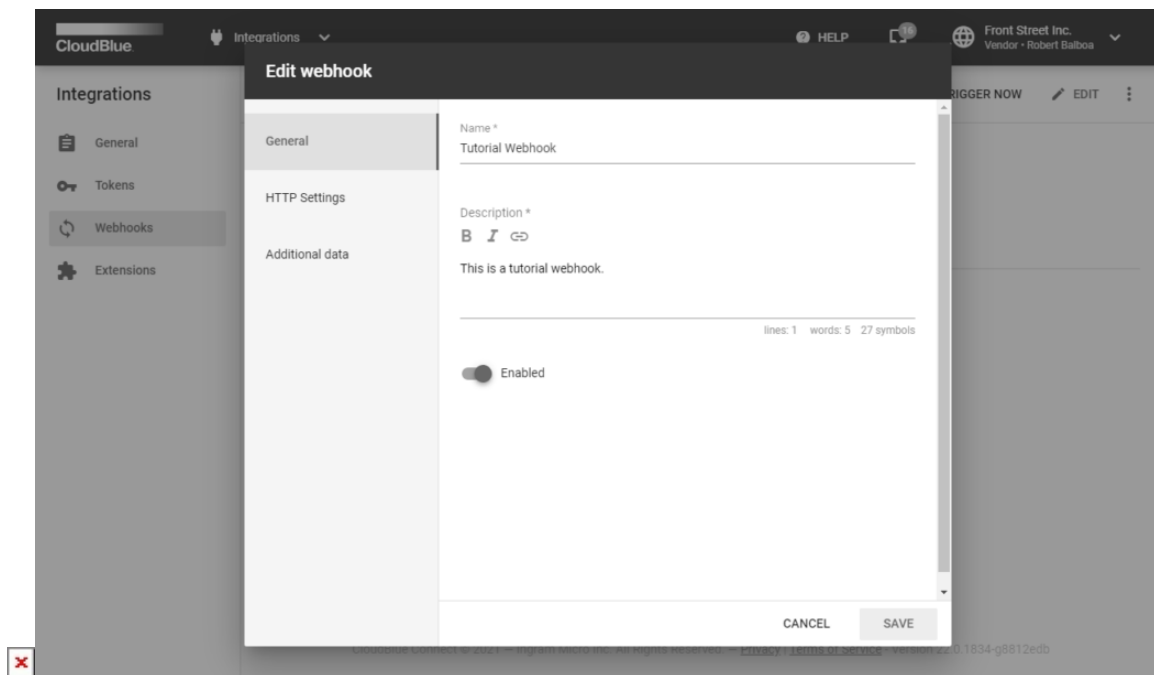 CloudBlue
Integrations
HELP
16
Front Street Inc.
Vendor • Robert Balboa
Edit webhook
Integrations
RIGGER NOW
EDIT
General
Tokens
Webhooks
Extensions
General
HTTP Settings
Additional data
Name *
Tutorial Webhook
Description *
B I
This is a tutorial webhook.
lines: 1 words: 5 27 symbols
Enabled
CANCEL
SAVE
CloudBlue Connect © 2021 — Ingram Micro Inc. All Rights Reserved. — Privacy | Terms of Service - Version 22.0.1834-g8812edb